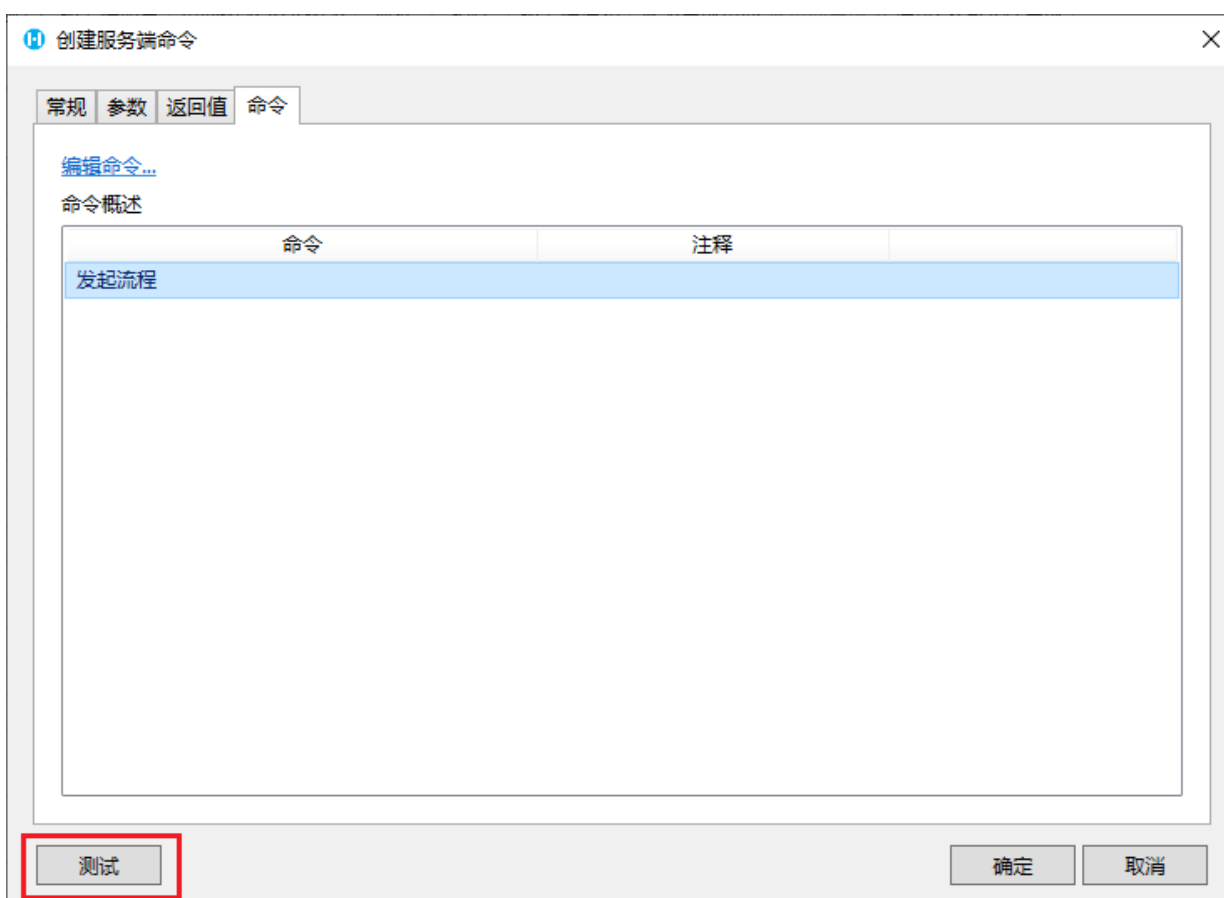 创建服务端命令
常规 参数 返回值 命令
编辑命令...
命令概述
命令 注释
发起流程
测试 确定 取消